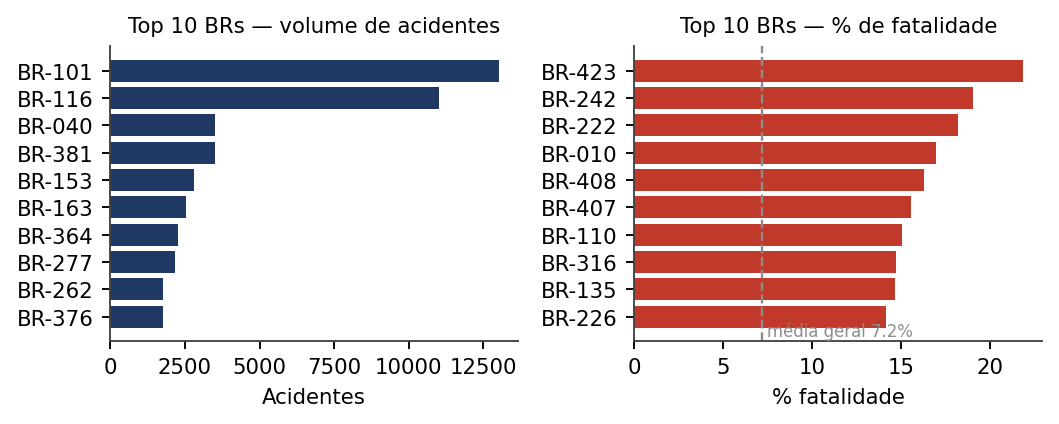 Top 10 BRs — volume de acidentes
BR-101
BR-116
BR-040
BR-381
BR-153
BR-163
BR-364
BR-277
BR-262
BR-376
0 2500 5000 7500 10000 12500
Acidentes
Top 10 BRs — % de fatalidade
BR-423
BR-242
BR-222
BR-010
BR-408
BR-407
BR-110
BR-316
BR-135
BR-226
média geral 7.2%
0 5 10 15 20
% fatalidade